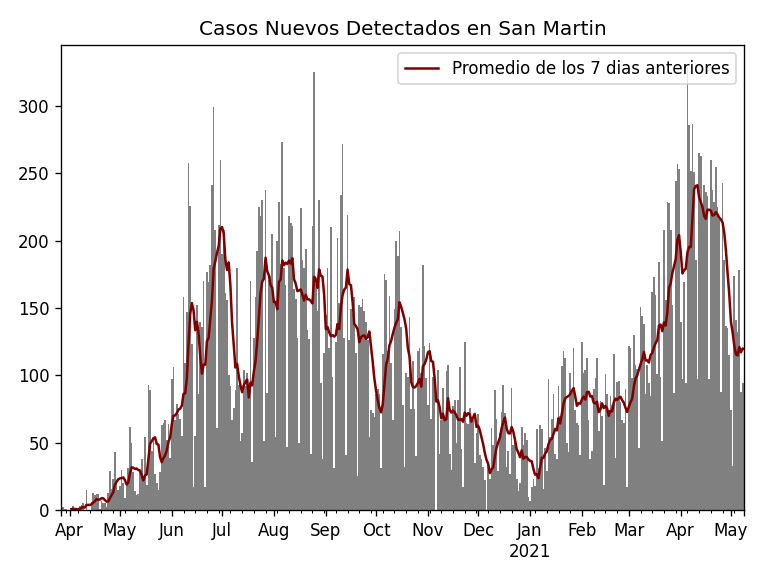 Casos Nuevos Detectados en San Martin
Promedio de los 7 dias anteriores
300
250
200
150
100
50
0
Apr May Jun Jul Aug Sep Oct Nov Dec Jan Feb Mar Apr May
2021